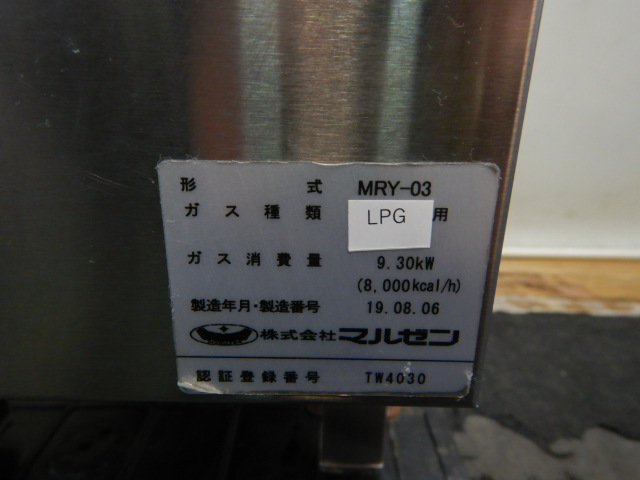 形式 MRY-03
ガス種類 LPG 用
ガス消費量 9.30kW
(8,000kcal/h)
製造年月・製造番号 19.08.06
株式会社マルゼン
認証登録番号 TW4030